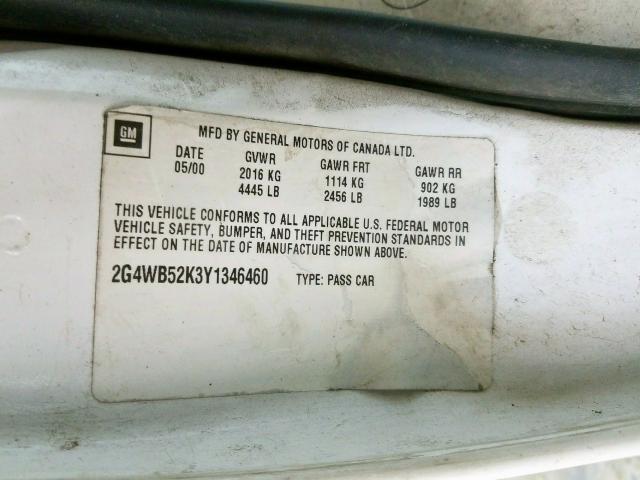 GM
MFD BY GENERAL MOTORS OF CANADA LTD.
DATE GVWR GAWR FRT GAWR RR
05/00 2016 KG 1114 KG 902 KG
4445 LB 2456 LB 1989 LB
THIS VEHICLE CONFORMS TO ALL APPLICABLE U.S. FEDERAL MOTOR
VEHICLE SAFETY, BUMPER, AND THEFT PREVENTION STANDARDS IN
EFFECT ON THE DATE OF MANUFACTURE SHOWN ABOVE.
2G4WB52K3Y1346460 TYPE: PASS CAR